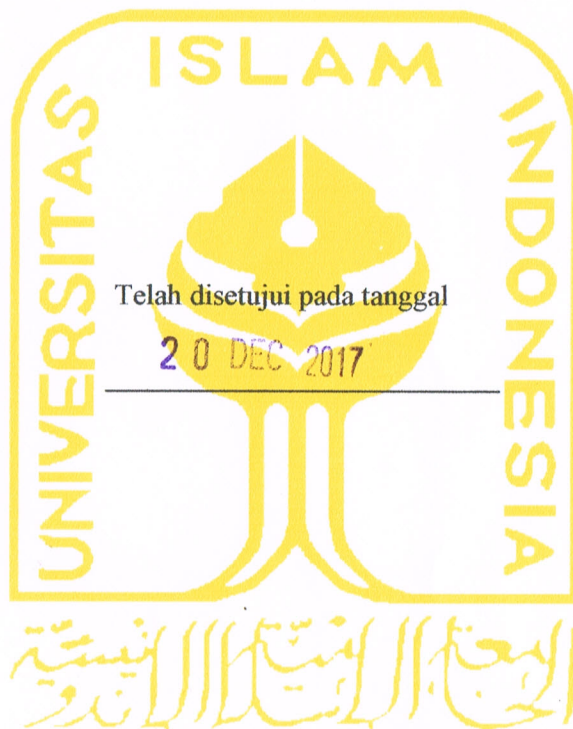 ISLAM
UNIVERSITAS
INDONESIA
Telah disetujui pada tanggal
20 DEC 2017